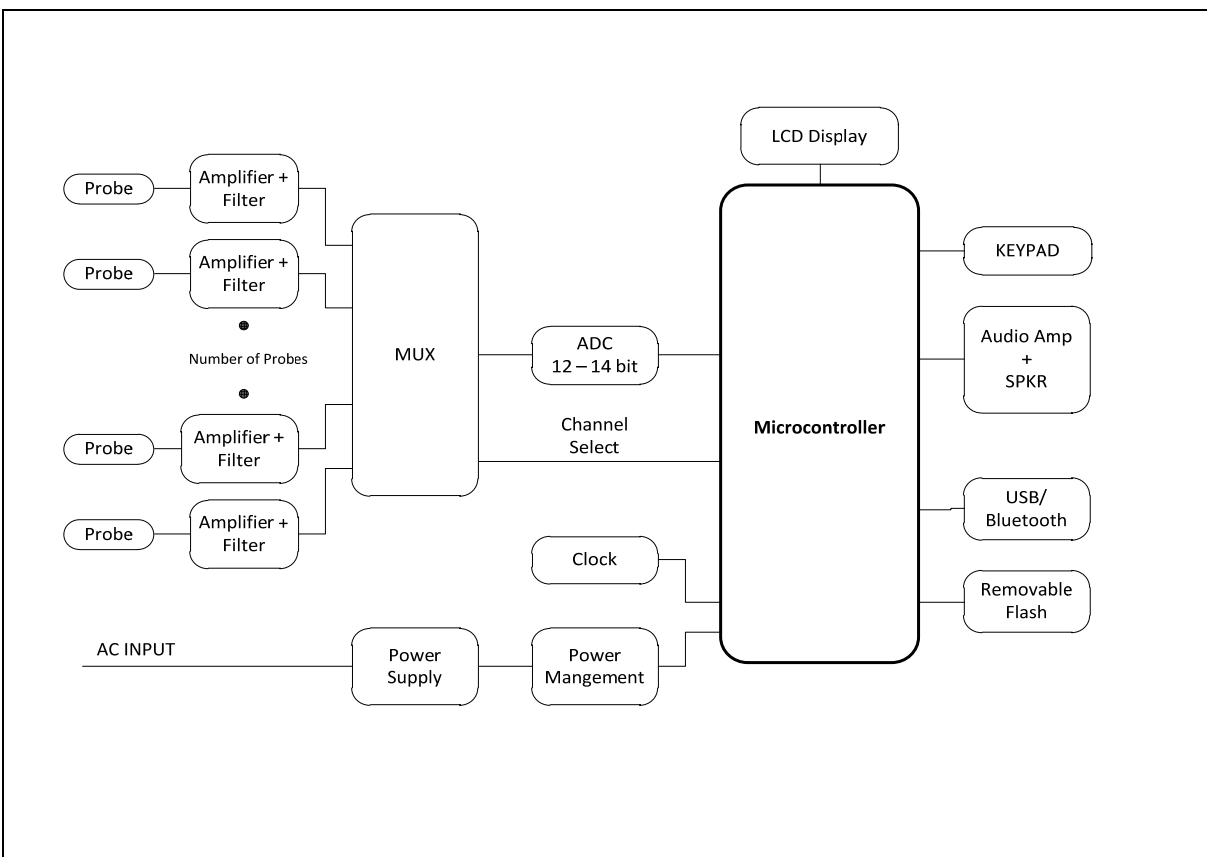 LCD Display
Probe
Amplifier +
Filter
Probe
Amplifier +
Filter
Number of Probes
Probe
Amplifier +
Filter
Probe
Amplifier +
Filter
MUX
ADC
12 – 14 bit
Channel
Select
Microcontroller
KEYPAD
Audio Amp
+
SPKR
USB/
Bluetooth
Removable
Flash
Clock
AC INPUT
Power
Supply
Power
Mangement